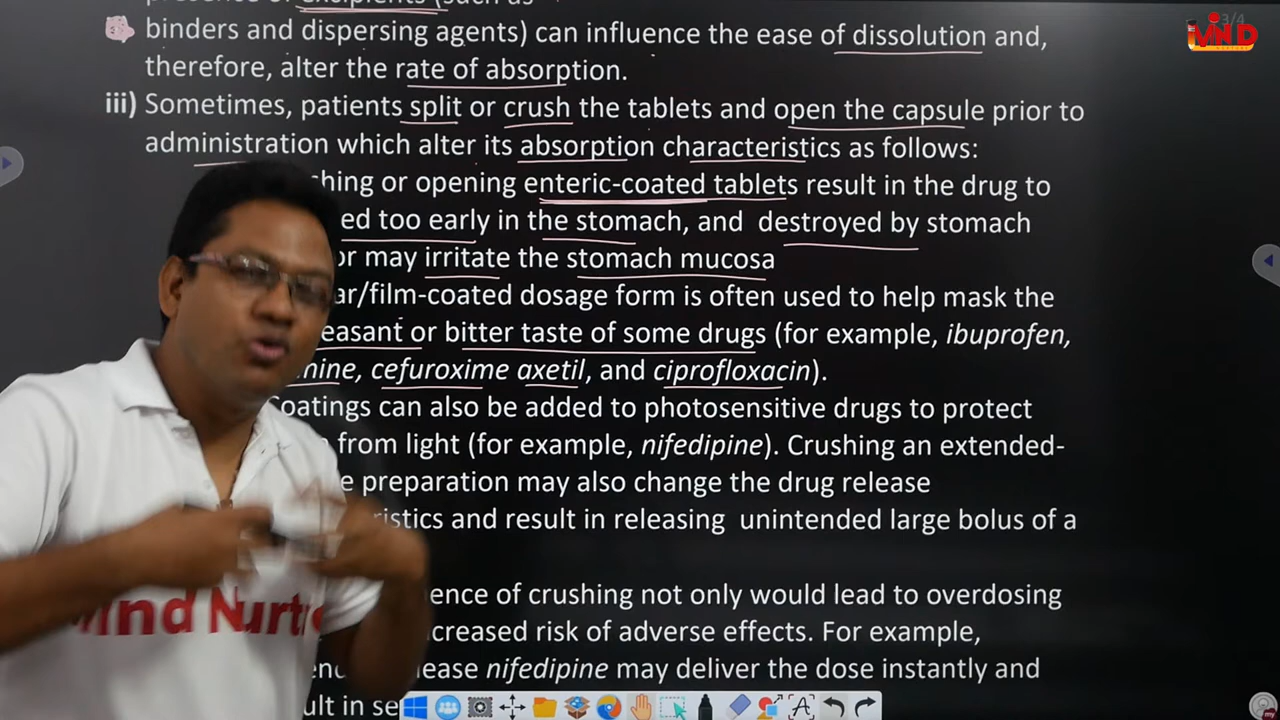 excipients (such as
3/4
MIND
binders and dispersing agents) can influence the ease of dissolution and,
therefore, alter the rate of absorption.
iii) Sometimes, patients split or crush the tablets and open the capsule prior to
administration which alter its absorption characteristics as follows:
hing or opening enteric-coated tablets result in the drug to
ed too early in the stomach, and destroyed by stomach
or may irritate the stomach mucosa
ar/film-coated dosage form is often used to help mask the
easant or bitter taste of some drugs (for example, ibuprofen,
nine, cefuroxime axetil, and ciprofloxacin).
Coatings can also be added to photosensitive drugs to protect
from light (for example, nifedipine). Crushing an extended-
e preparation may also change the drug release
ristics and result in releasing unintended large bolus of a
ence of crushing not only would lead to overdosing
creased risk of adverse effects. For example,
lease nifedipine may deliver the dose instantly and
ult in se
Mind Nurt